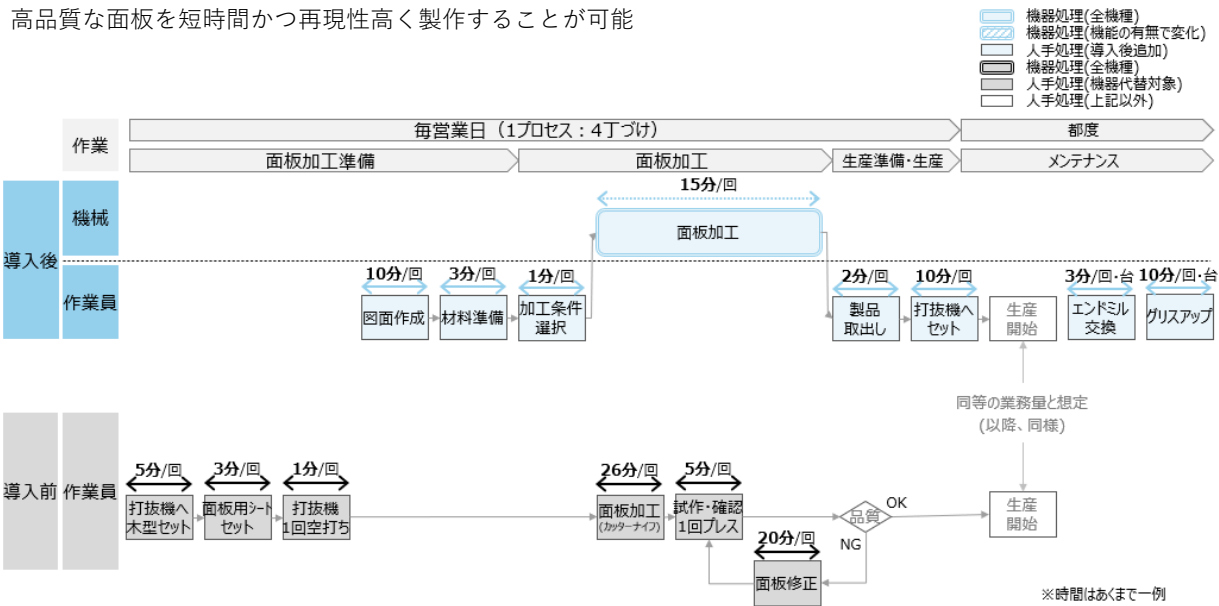 高品質な面板を短時間かつ再現性高く製作することが可能
機器処理(全機種)
機器処理(機能の有無で変化)
人手処理(導入後追加)
機器処理(全機種)
人手処理(機器代替対象)
人手処理(上記以外)
作業
毎営業日（1プロセス：4丁づけ）
都度
面板加工準備
面板加工
生産準備・生産
メンテナンス
導入後
機械
15分/回
面板加工
作業員
10分/回
3分/回
1分/回
2分/回
10分/回
3分/回・台
10分/回・台
図面作成
材料準備
加工条件
選択
製品
取出し
打抜機へ
セット
生産
開始
エンドミル
交換
グリスアップ
同等の業務量と想定
(以降、同様)
導入前
作業員
5分/回
3分/回
1分/回
26分/回
5分/回
打抜機へ
木型セット
面板用シート
セット
打抜機
1回空打ち
面板加工
(カッターナイフ)
試作・確認
1回プレス
品質
OK
NG
生産
開始
20分/回
面板修正
※時間はあくまで一例